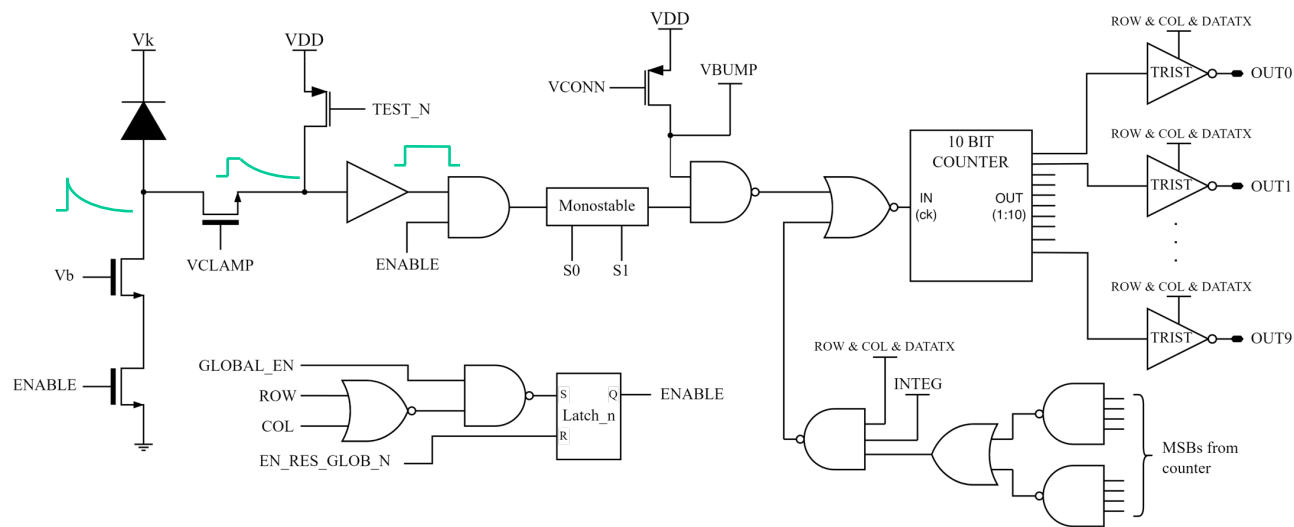 Vk
VDD
TEST_N
VCLAMP
Vb
ENABLE
ENABLE
Monostable
S0
S1
VDD
VCONN
VBUMP
10 BIT
COUNTER
IN
(ck)
OUT
(1:10)
ROW & COL & DATATX
TRIST
OUT0
ROW & COL & DATATX
TRIST
OUT1
.
.
.
ROW & COL & DATATX
TRIST
OUT9
GLOBAL_EN
ROW
COL
EN_RES_GLOB_N
S
Q
Latch_n
R
ENABLE
ROW & COL & DATATX
INTEG
MSBs from
counter